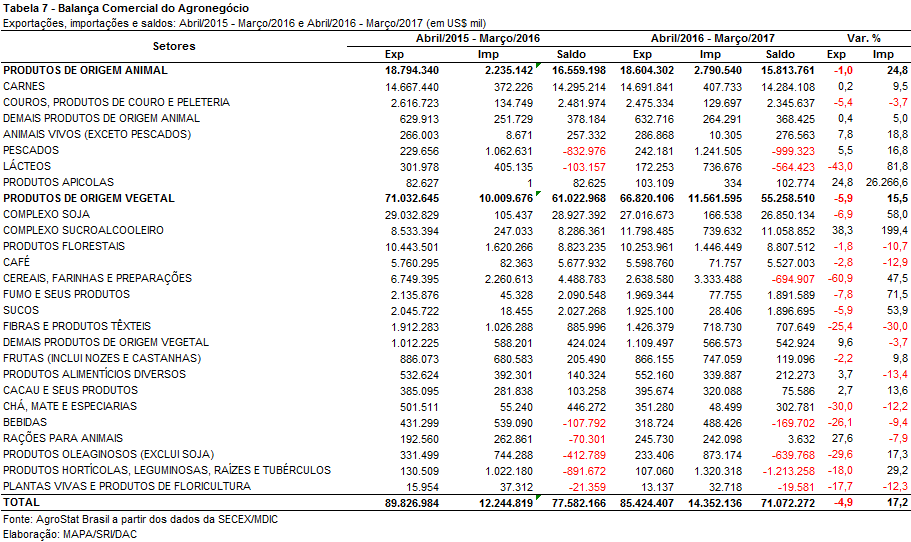 Tabela 7 - Balança Comercial do Agronegócio
Exportações, importações e saldos: Abril/2015 - Março/2016 e Abril/2016 - Março/2017 (em US$ mil)
Setores Abril/2015 - Março/2016 Abril/2016 - Março/2017 Var. %
Exp Imp Saldo Exp Imp Saldo Exp Imp
PRODUTOS DE ORIGEM ANIMAL 18.794.340 2.235.142 16.559.198 18.604.302 2.790.540 15.813.761 -1,0 24,8
CARNES 14.667.440 372.226 14.295.214 14.691.841 407.733 14.284.108 0,2 9,5
COUROS, PRODUTOS DE COURO E PELETERIA 2.616.723 134.749 2.481.974 2.475.334 129.697 2.345.637 -5,4 -3,7
DEMAIS PRODUTOS DE ORIGEM ANIMAL 629.913 251.729 378.184 632.716 264.291 368.425 0,4 5,0
ANIMAIS VIVOS (EXCETO PESCADOS) 266.003 8.671 257.332 286.868 10.305 276.563 7,8 18,8
PESCADOS 229.656 1.062.631 -832.976 242.181 1.241.505 -999.323 5,5 16,8
LÁCTEOS 301.978 405.135 -103.157 172.253 736.676 -564.423 -43,0 81,8
PRODUTOS APICOLAS 82.627 1 82.625 103.109 334 102.774 24,8 26.266,6
PRODUTOS DE ORIGEM VEGETAL 71.032.645 10.009.676 61.022.968 66.820.106 11.561.595 55.258.510 -5,9 15,5
COMPLEXO SOJA 29.032.829 105.437 28.927.392 27.016.673 166.538 26.850.134 -6,9 58,0
COMPLEXO SUCROALCOOLEIRO 8.533.394 247.033 8.286.361 11.798.485 739.632 11.058.852 38,3 199,4
PRODUTOS FLORESTAIS 10.443.501 1.620.266 8.823.235 10.253.961 1.446.449 8.807.512 -1,8 -10,7
CAFÉ 5.760.295 82.363 5.677.932 5.598.760 71.757 5.527.003 -2,8 -12,9
CEREAIS, FARINHAS E PREPARAÇÕES 6.749.395 2.260.613 4.488.783 2.638.580 3.333.488 -694.907 -60,9 47,5
FUMO E SEUS PRODUTOS 2.135.876 45.328 2.090.548 1.969.344 77.755 1.891.589 -7,8 71,5
SUCOS 2.045.722 18.455 2.027.268 1.925.100 28.406 1.896.695 -5,9 53,9
FIBRAS E PRODUTOS TÊXTEIS 1.912.283 1.026.288 885.996 1.426.379 718.730 707.649 -25,4 -30,0
DEMAIS PRODUTOS DE ORIGEM VEGETAL 1.012.225 588.201 424.024 1.109.497 566.573 542.924 9,6 -3,7
FRUTAS (INCLUI NOZES E CASTANHAS) 886.073 680.583 205.490 866.155 747.059 119.096 -2,2 9,8
PRODUTOS ALIMENTÍCIOS DIVERSOS 532.624 392.301 140.324 552.160 339.887 212.273 3,7 -13,4
CACAU E SEUS PRODUTOS 385.095 281.838 103.258 395.674 320.088 75.586 2,7 13,6
CHÁ, MATE E ESPECIARIAS 501.511 55.240 446.272 351.280 48.499 302.781 -30,0 -12,2
BEBIDAS 431.299 539.090 -107.792 318.724 488.426 -169.702 -26,1 -9,4
RAÇÕES PARA ANIMAIS 192.560 262.861 -70.301 245.730 242.098 3.632 27,6 -7,9
PRODUTOS OLEAGINOSOS (EXCLUI SOJA) 331.499 744.288 -412.789 233.406 873.174 -639.768 -29,6 17,3
PRODUTOS HORTÍCOLAS, LEGUMINOSAS, RAÍZES E TUBÉRCULOS 130.509 1.022.180 -891.672 107.060 1.320.318 -1.213.258 -18,0 29,2
PLANTAS VIVAS E PRODUTOS DE FLORICULTURA 15.954 37.312 -21.359 13.137 32.718 -19.581 -17,7 -12,3
TOTAL 89.826.984 12.244.819 77.582.166 85.424.407 14.352.136 71.072.272 -4,9 17,2
Fonte: AgroStat Brasil a partir dos dados da SECEX/MDIC
Elaboração: MAPA/SRI/DAC